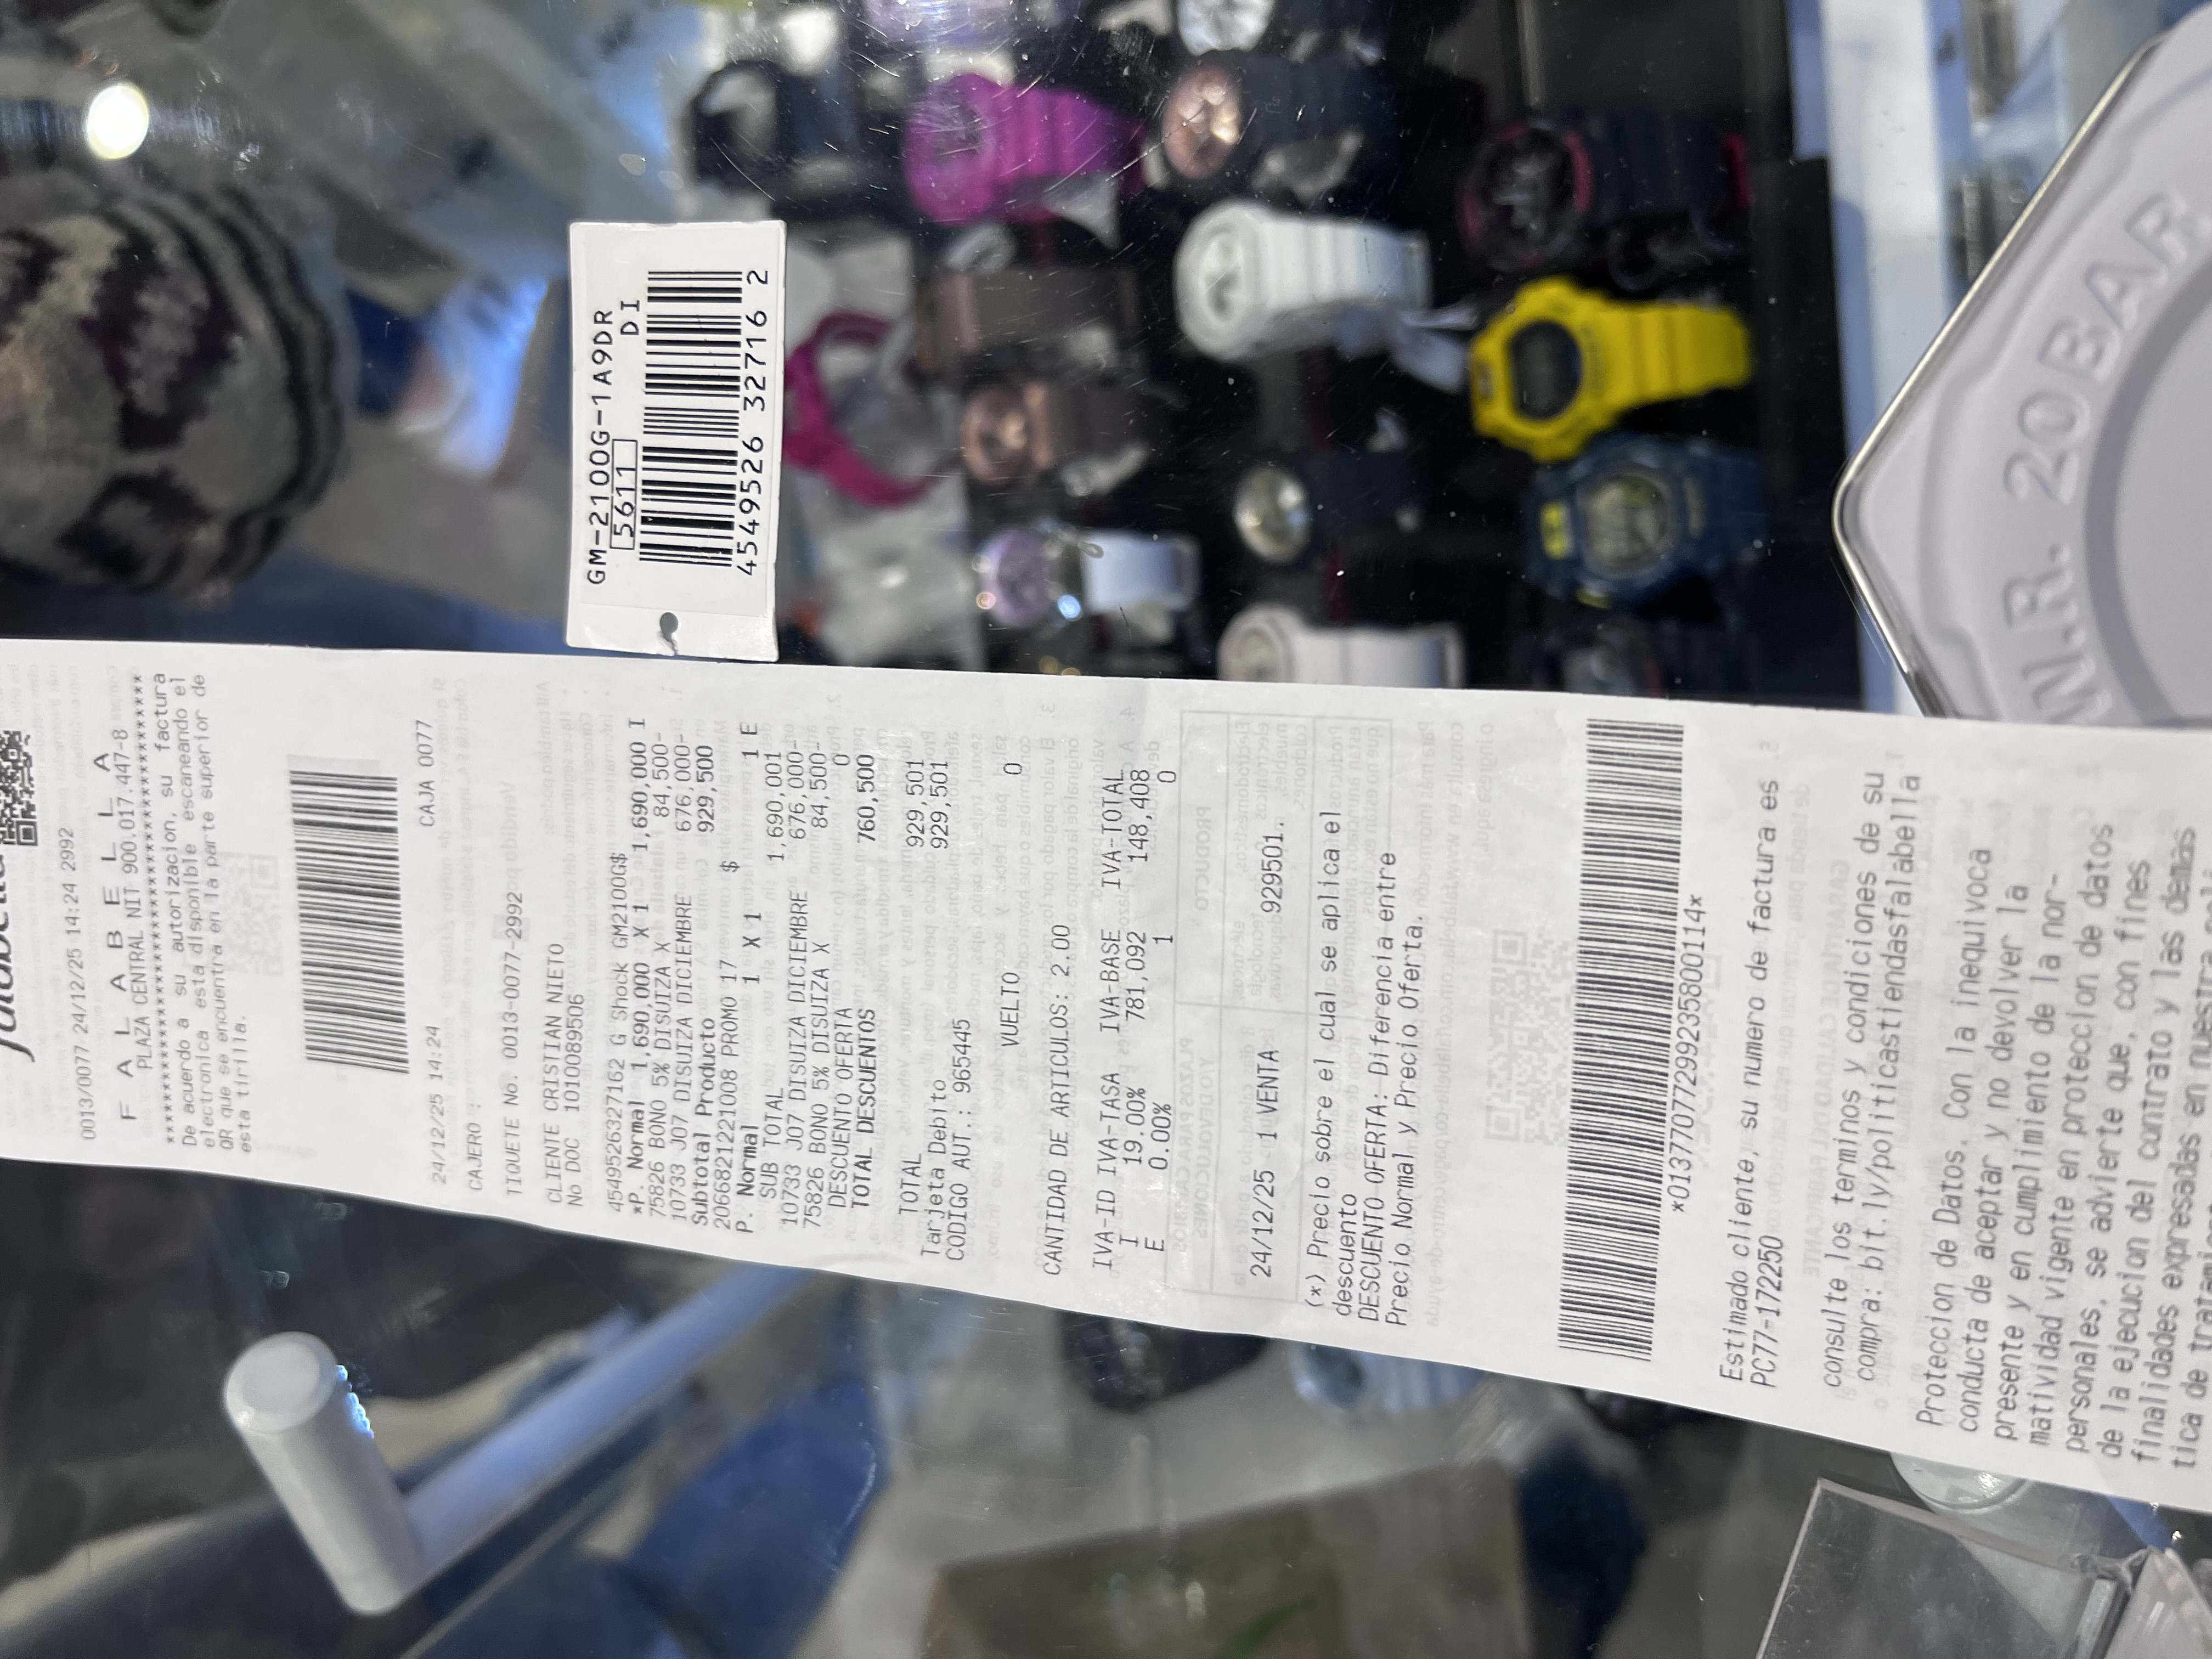 GM-2100G-1A9DR
5611 DI
4549526 32716 2
0013/0077 24/12/25 14:24 2992
F A L A B E L L A
PLAZA CENTRAL NIT 900.017.447-8
De acuerdo a su autorizacion, su factura
electronica esta disponible escaneando el
QR que se encuentra en la parte superior de
esta tirilla.
24/12/25 14:24 CAJA 0077
CAJERO :
TIQUETE No. 0013-0077-2992
CLIENTE CRISTIAN NIETO
No DOC 1010089506
4549526327162 G Shock GM2100G$
*P. Normal 1,690,000 X 1 1,690,000 I
75826 BONO 5% DISUIZA X 84,500-
10733 J07 DISUIZA DICIEMBRE 676,000-
Subtotal Producto 929,500
2066821221008 PROMO 17 $
P. Normal 1 X 1 1 E
SUB TOTAL 1,690,001
10733 J07 DISUIZA DICIEMBRE 676,000-
75826 BONO 5% DISUIZA X 84,500-
DESCUENTO OFERTA 0
TOTAL DESCUENTOS 760,500
TOTAL 929,501
Tarjeta Debito 929,501
CODIGO AUT.: 965445
VUELTO 0
CANTIDAD DE ARTICULOS: 2.00
IVA-ID IVA-TASA IVA-BASE IVA-TOTAL
I 19.00% 781,092 148,408
E 0.00% 1 0
24/12/25 - 1 VENTA 929501..
(*) Precio sobre el cual se aplica el
descuento
DESCUENTO OFERTA: Diferencia entre
Precio Normal y Precio Oferta.
*01377077299235800114*
Estimado cliente, su numero de factura es
PC77-172250
consulte los terminos y condiciones de su
compra: bit.ly/politicastiendasfalabella
Proteccion de Datos. Con la inequivoca
conducta de aceptar y no devolver la
presente y en cumplimiento de la nor-
matividad vigente en proteccion de datos
personales, se advierte que, con fines
de la ejecucion del contrato y las demas
finalidades expresadas en nuestra
tica de
W.R. 20BAR